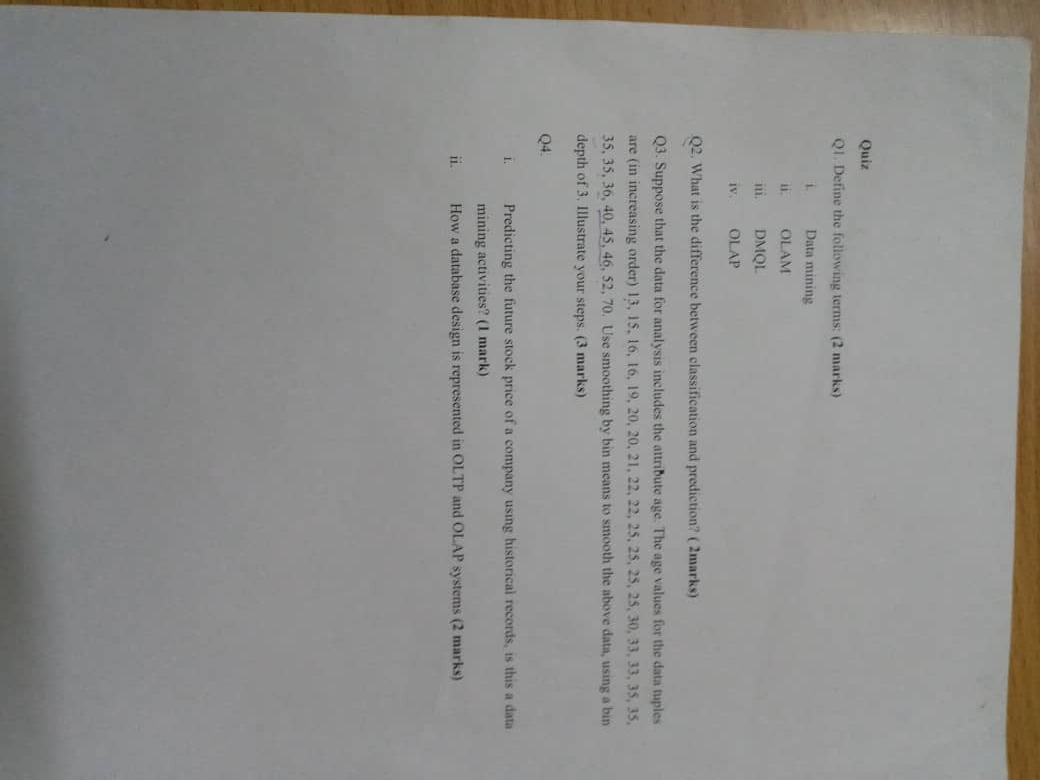 Quiz
Q1. Define the following terms: (2 marks)
i. Data mining
ii. OLAM
iii. DMQL
iv. OLAP
Q2. What is the difference between classification and prediction? ( 2marks)
Q3. Suppose that the data for analysis includes the attribute age. The age values for the data tuples
are (in increasing order) 13, 15, 16, 16, 19, 20, 20, 21, 22, 22, 25, 25, 25, 25, 30, 33, 33, 35, 35,
35, 35, 36, 40, 45, 46, 52, 70. Use smoothing by bin means to smooth the above data, using a bin
depth of 3. Illustrate your steps. (3 marks)
Q4.
i. Predicting the future stock price of a company using historical records, is this a data
mining activities? (1 mark)
ii. How a database design is represented in OLTP and OLAP systems (2 marks)